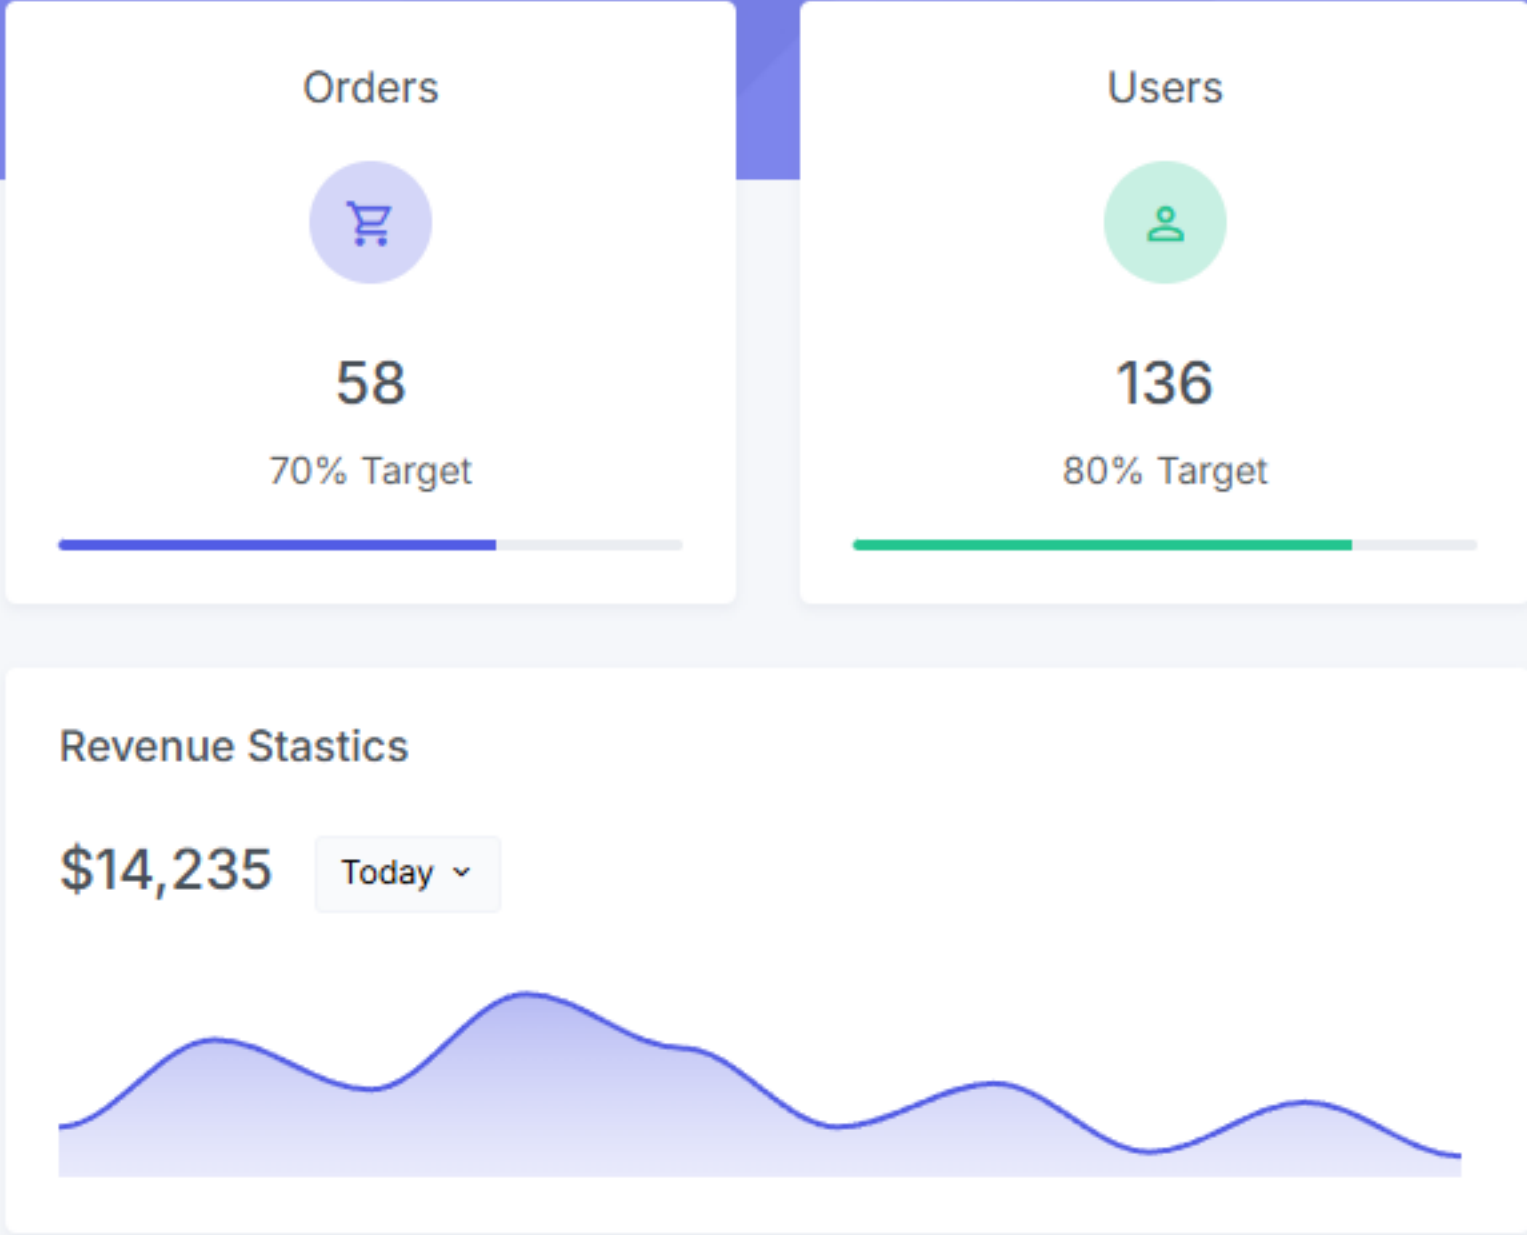 Orders
58
70% Target
Users
136
80% Target
Revenue Stastics
$14,235
Today